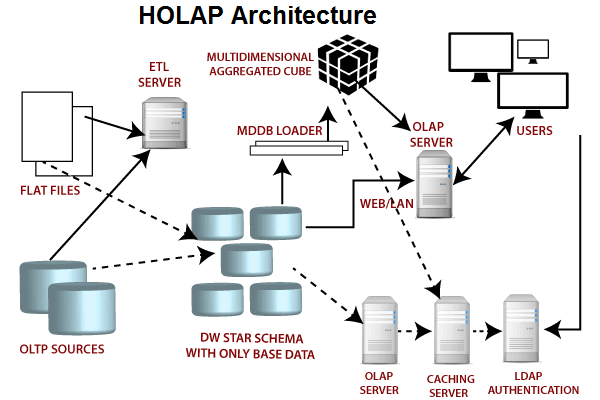 HOLAP Architecture
MULTIDIMENSIONAL
AGGREGATED CUBE
ETL
SERVER
MDDB LOADER
OLAP
SERVER
USERS
FLAT FILES
WEB/LAN
OLTP SOURCES
DW STAR SCHEMA
WITH ONLY BASE DATA
OLAP
SERVER
CACHING
SERVER
LDAP
AUTHENTICATION